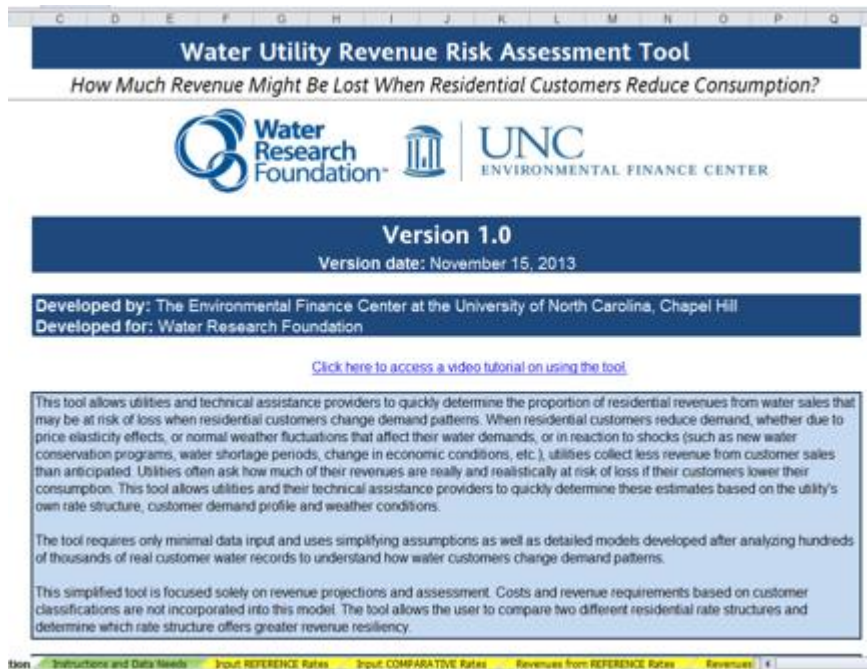 C D E F G H I J K L M N O P Q
Water Utility Revenue Risk Assessment Tool
How Much Revenue Might Be Lost When Residential Customers Reduce Consumption?
Water
Research
Foundation
UNC
ENVIRONMENTAL FINANCE CENTER
Version 1.0
Version date: November 15, 2013
Developed by: The Environmental Finance Center at the University of North Carolina, Chapel Hill
Developed for: Water Research Foundation
Click here to access a video tutorial on using the tool.
This tool allows utilities and technical assistance providers to quickly determine the proportion of residential revenues from water sales that
may be at risk of loss when residential customers change demand patterns. When residential customers reduce demand, whether due to
price elasticity effects, or normal weather fluctuations that affect their water demands, or in reaction to shocks (such as new water
conservation programs, water shortage periods, change in economic conditions, etc.), utilities collect less revenue from customer sales
than anticipated. Utilities often ask how much of their revenues are really and realistically at risk of loss if their customers lower their
consumption. This tool allows utilities and their technical assistance providers to quickly determine these estimates based on the utility's
own rate structure, customer demand profile and weather conditions.
The tool requires only minimal data input and uses simplifying assumptions as well as detailed models developed after analyzing hundreds
of thousands of real customer water records to understand how water customers change demand patterns.
This simplified tool is focused solely on revenue projections and assessment. Costs and revenue requirements based on customer
classifications are not incorporated into this model. The tool allows the user to compare two different residential rate structures and
determine which rate structure offers greater revenue resiliency.
tion Instructions and Data Needs Input REFERENCE Rates Input COMPARATIVE Rates Revenues from REFERENCE Rates Revenues